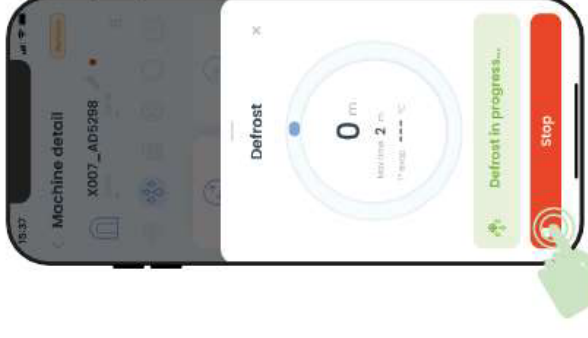 15:37
Machine detail
X007_AD5298
Defrost
0 m
Max time 2 m
--- °C
Defrost in progress...
Stop